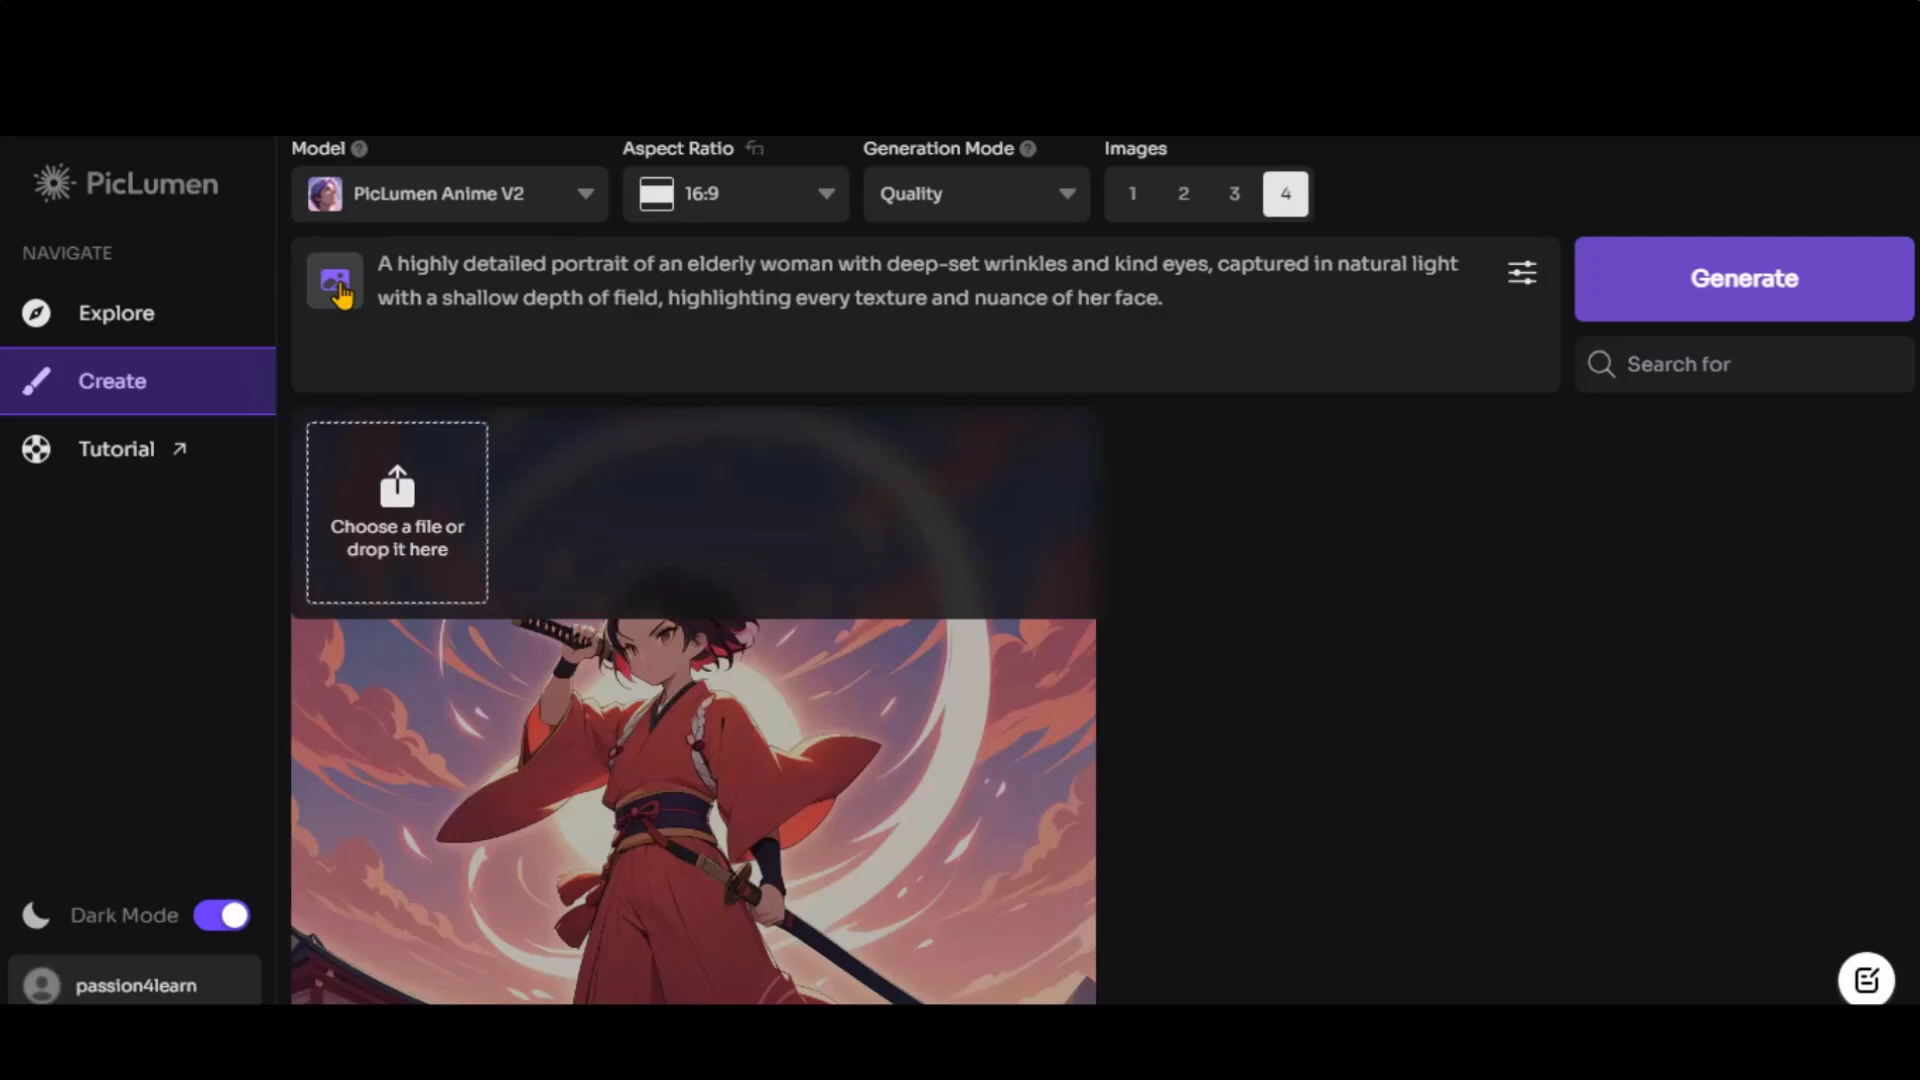 PicLumen
NAVIGATE
Explore
Create
Tutorial
Dark Mode
passion4learn
Model
PicLumen Anime V2
Aspect Ratio
16:9
Generation Mode
Quality
Images
1 2 3 4
A highly detailed portrait of an elderly woman with deep-set wrinkles and kind eyes, captured in natural light
with a shallow depth of field, highlighting every texture and nuance of her face.
Generate
Search for
Choose a file or
drop it here